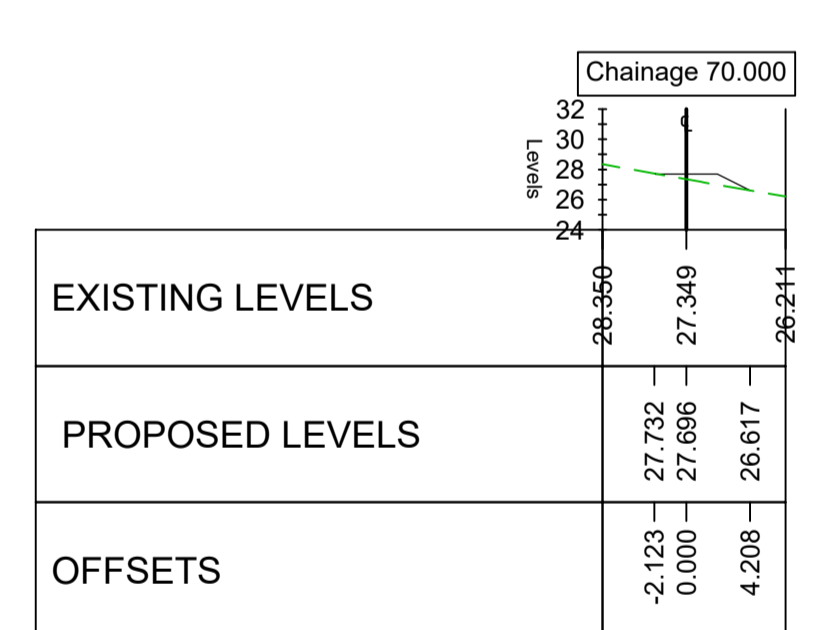 Chainage 70.000
32
30
28
26
24
Levels
EXISTING LEVELS
28.350
27.349
26.211
PROPOSED LEVELS
27.732
27.696
26.617
OFFSETS
-2.123
0.000
4.208